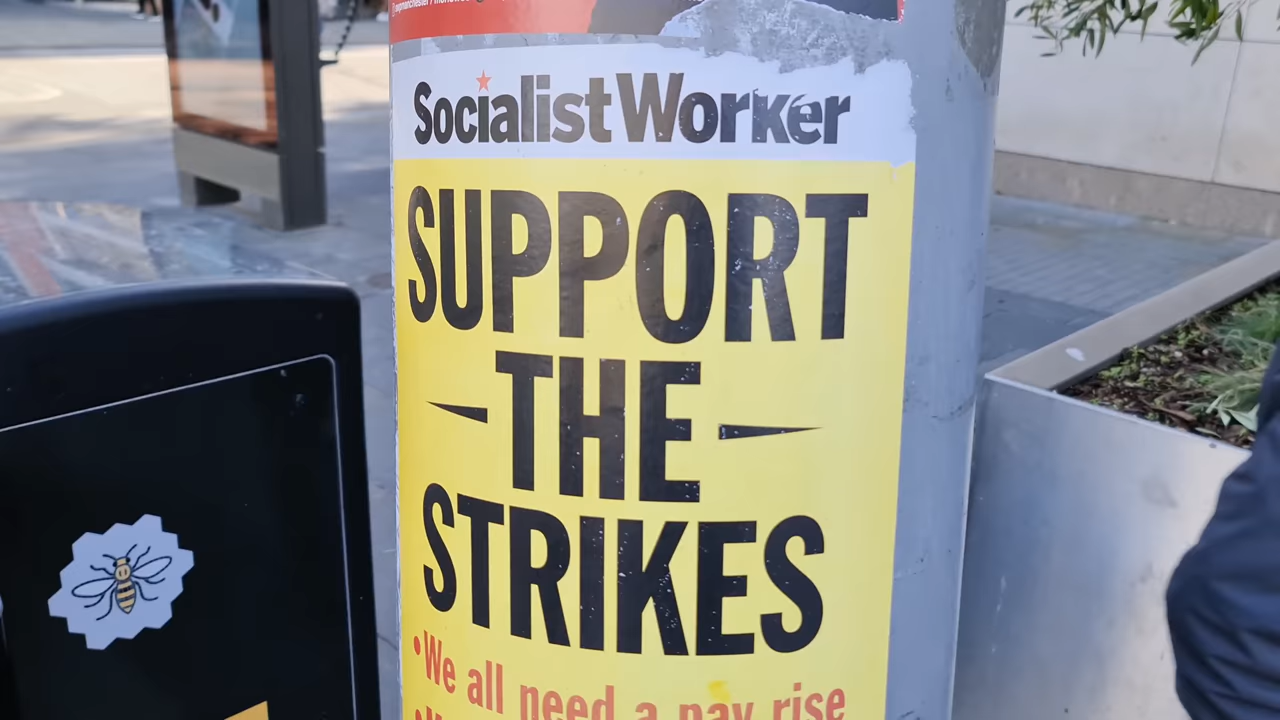 Socialist Worker
SUPPORT
THE
STRIKES
• We all need a pay rise